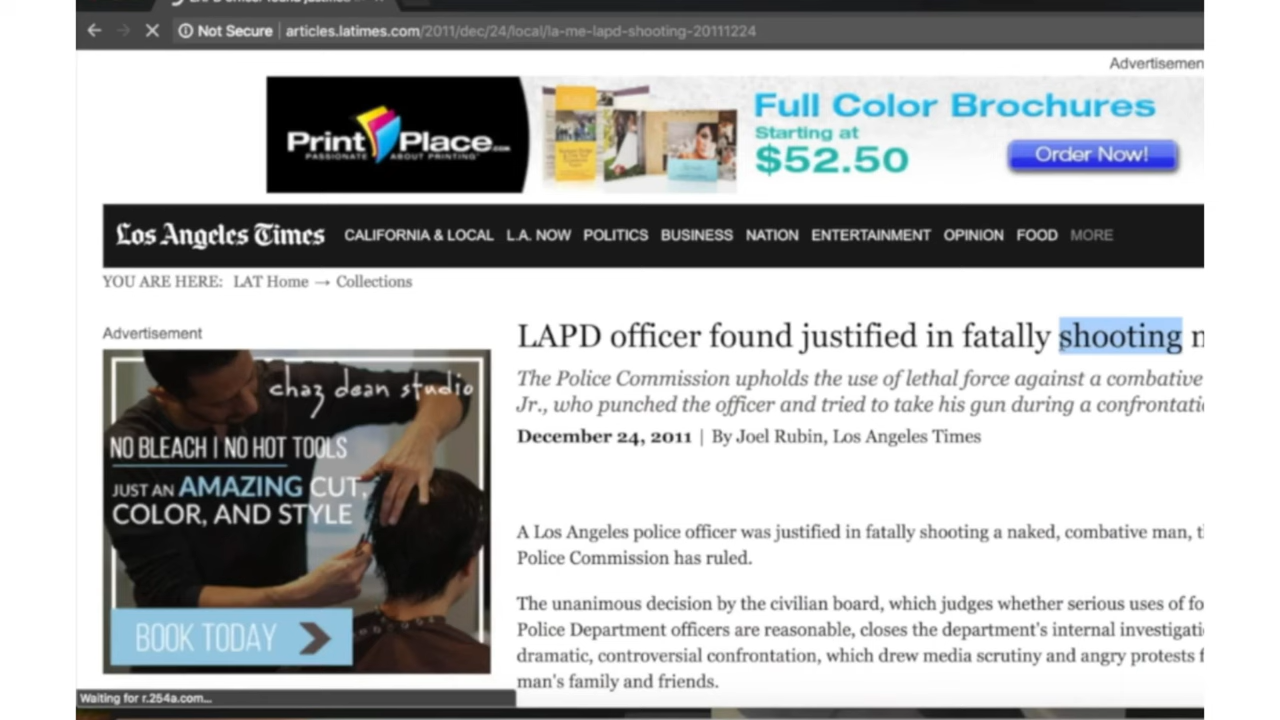 Not Secure | articles.latimes.com/2011/dec/24/local/la-me-lapd-shooting-20111224
Advertisemen
Print Place.com
PASSIONATE ABOUT PRINTING
Full Color Brochures
Starting at
$52.50
Order Now!
Los Angeles Times CALIFORNIA & LOCAL L.A. NOW POLITICS BUSINESS NATION ENTERTAINMENT OPINION FOOD MORE
YOU ARE HERE: LAT Home → Collections
Advertisement
chaz dean studio
NO BLEACH | NO HOT TOOLS
JUST AN AMAZING CUT,
COLOR, AND STYLE
BOOK TODAY
LAPD officer found justified in fatally shooting
The Police Commission upholds the use of lethal force against a combative
Jr., who punched the officer and tried to take his gun during a confrontati
December 24, 2011 | By Joel Rubin, Los Angeles Times
A Los Angeles police officer was justified in fatally shooting a naked, combative man, t
Police Commission has ruled.
The unanimous decision by the civilian board, which judges whether serious uses of fo
Police Department officers are reasonable, closes the department's internal investigati
dramatic, controversial confrontation, which drew media scrutiny and angry protests f
man's family and friends.
Waiting for r.254a.com...